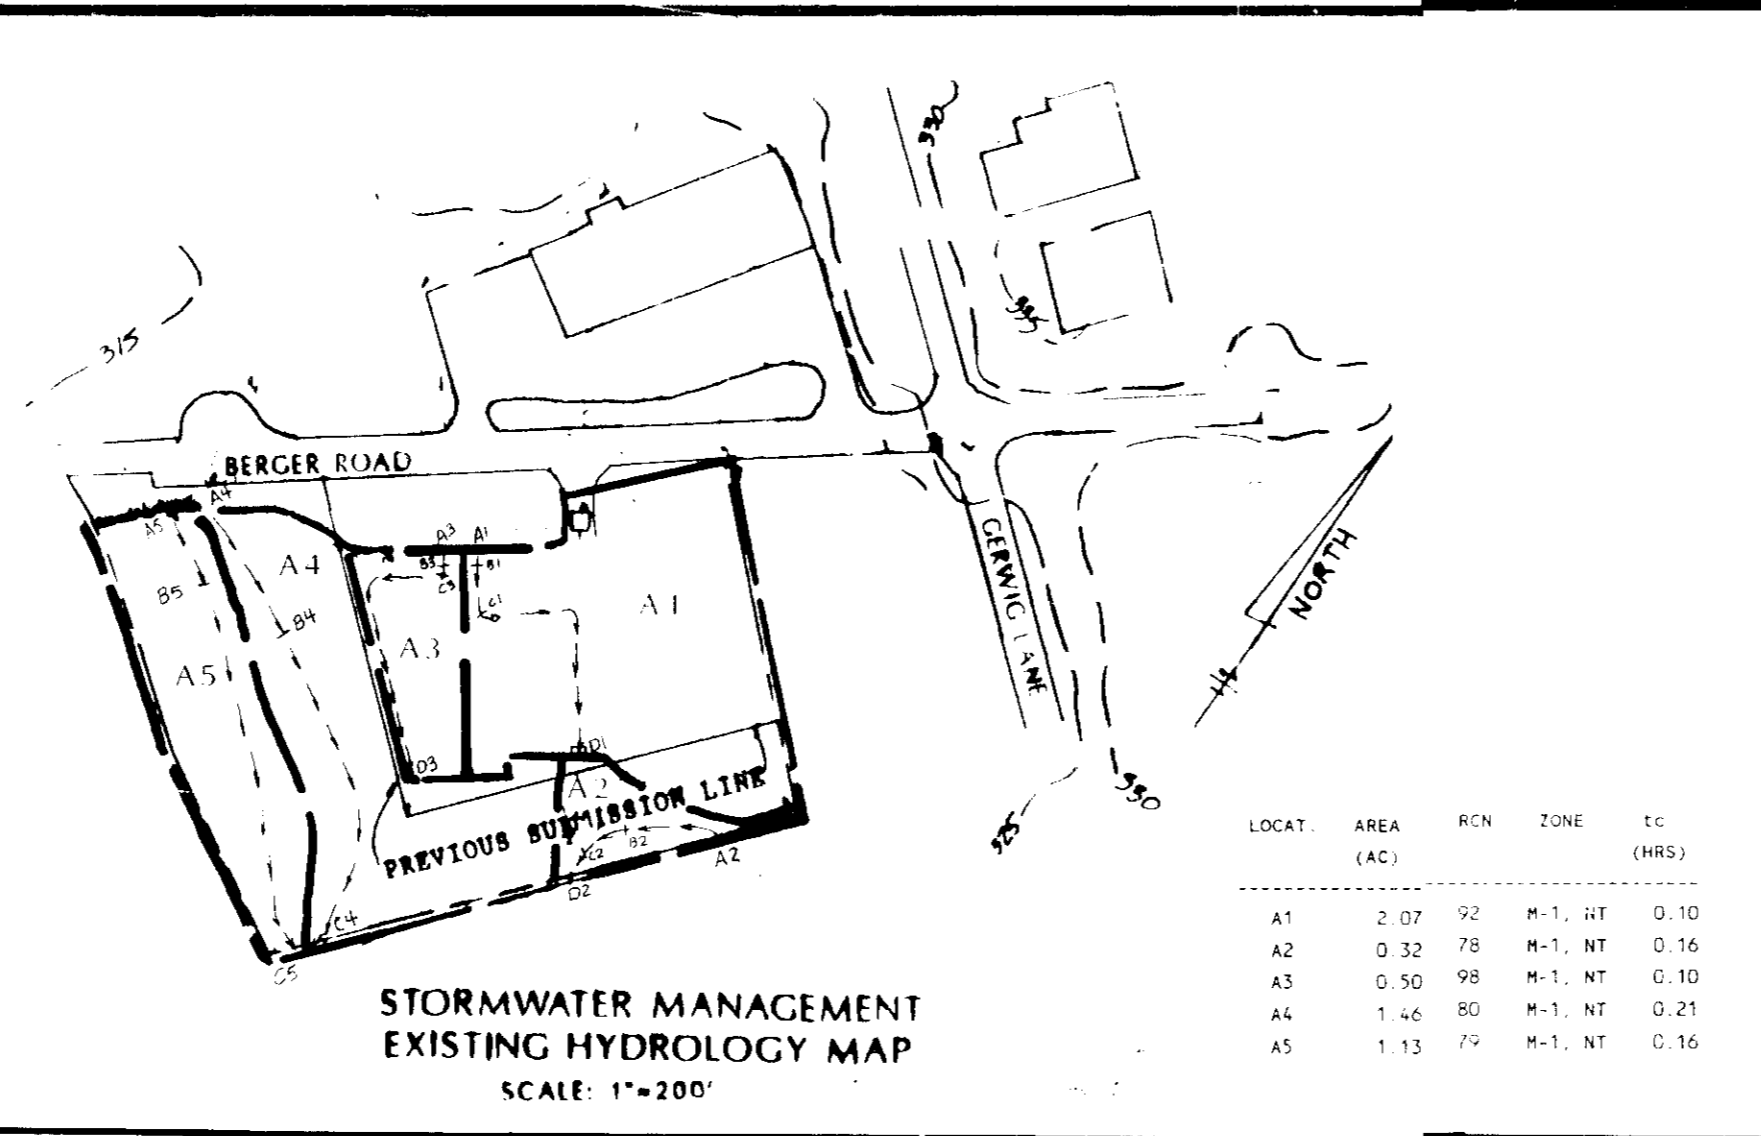 330
335
315
BERGER ROAD
A4
A5
A3
A1
B3
B1
C3
C1
A4
B5
B4
A1
A3
A5
GERWIG LANE
NORTH
D1
D3
A2
PREVIOUS SUBMISSION LINE
B2
C2
A2
D2
C4
C5
330
325
STORMWATER MANAGEMENT
EXISTING HYDROLOGY MAP
SCALE: 1"=200'
LOCAT. AREA RCN ZONE tc
(AC) (HRS)
A1 2.07 92 M-1, NT 0.10
A2 0.32 78 M-1, NT 0.16
A3 0.50 98 M-1, NT 0.10
A4 1.46 80 M-1, NT 0.21
A5 1.13 79 M-1, NT 0.16